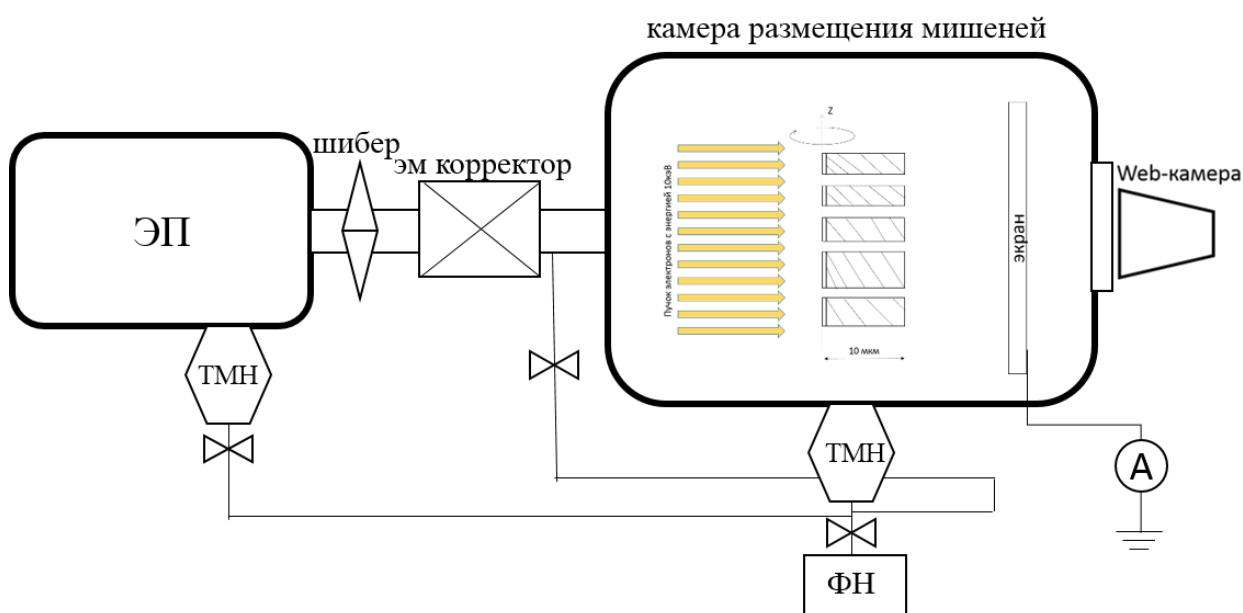 камера размещения мишеней
шибер
эм корректор
ЭП
Пучок электронов с энергией 10кэВ
z
10 мкм
экран
Web-камера
ТМН
ТМН
А
ФН